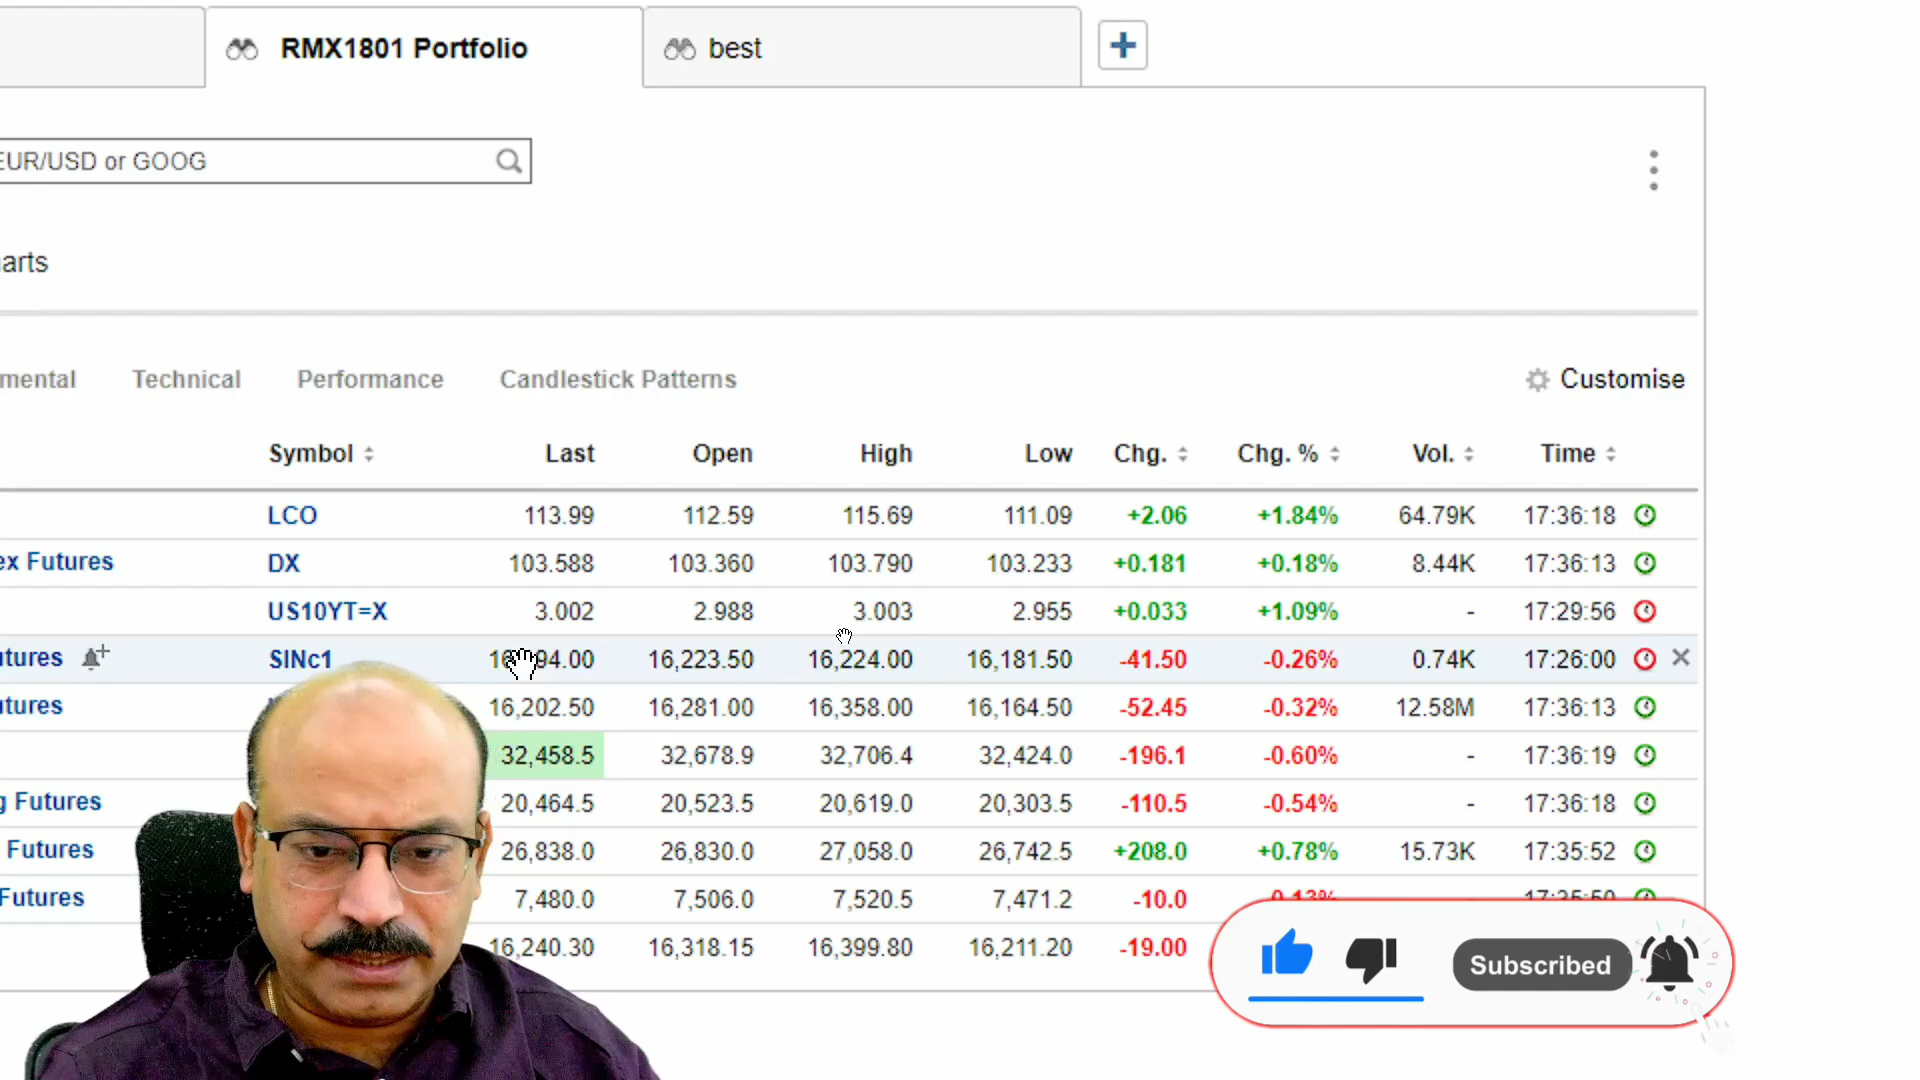 RMX1801 Portfolio
best
EUR/USD or GOOG
arts
mental
Technical
Performance
Candlestick Patterns
Customise
Symbol Last Open High Low Chg. Chg. % Vol. Time
LCO 113.99 112.59 115.69 111.09 +2.06 +1.84% 64.79K 17:36:18
ex Futures DX 103.588 103.360 103.790 103.233 +0.181 +0.18% 8.44K 17:36:13
US10YT=X 3.002 2.988 3.003 2.955 +0.033 +1.09% - 17:29:56
utures SINc1 94.00 16,223.50 16,224.00 16,181.50 -41.50 -0.26% 0.74K 17:26:00
utures 16,202.50 16,281.00 16,358.00 16,164.50 -52.45 -0.32% 12.58M 17:36:13
32,458.5 32,678.9 32,706.4 32,424.0 -196.1 -0.60% - 17:36:19
g Futures 20,464.5 20,523.5 20,619.0 20,303.5 -110.5 -0.54% - 17:36:18
Futures 26,838.0 26,830.0 27,058.0 26,742.5 +208.0 +0.78% 15.73K 17:35:52
Futures 7,480.0 7,506.0 7,520.5 7,471.2 -10.0
16,240.30 16,318.15 16,399.80 16,211.20 -19.00
Subscribed